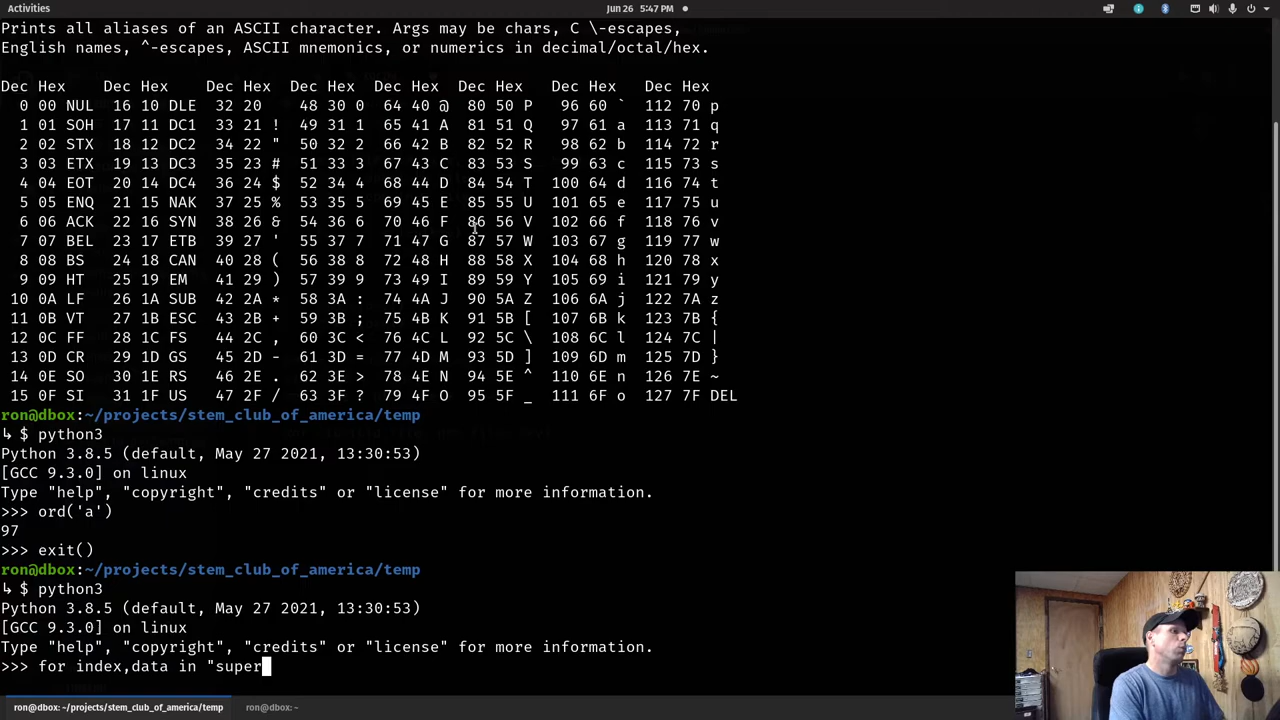 Activities
Jun 26 5:47 PM
Prints all aliases of an ASCII character. Args may be chars, C \-escapes,
English names, ^-escapes, ASCII mnemonics, or numerics in decimal/octal/hex.
Dec Hex Dec Hex Dec Hex Dec Hex Dec Hex Dec Hex Dec Hex Dec Hex
0 00 NUL 16 10 DLE 32 20 48 30 0 64 40 @ 80 50 P 96 60 ` 112 70 p
1 01 SOH 17 11 DC1 33 21 ! 49 31 1 65 41 A 81 51 Q 97 61 a 113 71 q
2 02 STX 18 12 DC2 34 22 " 50 32 2 66 42 B 82 52 R 98 62 b 114 72 r
3 03 ETX 19 13 DC3 35 23 # 51 33 3 67 43 C 83 53 S 99 63 c 115 73 s
4 04 EOT 20 14 DC4 36 24 $ 52 34 4 68 44 D 84 54 T 100 64 d 116 74 t
5 05 ENQ 21 15 NAK 37 25 % 53 35 5 69 45 E 85 55 U 101 65 e 117 75 u
6 06 ACK 22 16 SYN 38 26 & 54 36 6 70 46 F 86 56 V 102 66 f 118 76 v
7 07 BEL 23 17 ETB 39 27 ' 55 37 7 71 47 G 87 57 W 103 67 g 119 77 w
8 08 BS 24 18 CAN 40 28 ( 56 38 8 72 48 H 88 58 X 104 68 h 120 78 x
9 09 HT 25 19 EM 41 29 ) 57 39 9 73 49 I 89 59 Y 105 69 i 121 79 y
10 0A LF 26 1A SUB 42 2A * 58 3A : 74 4A J 90 5A Z 106 6A j 122 7A z
11 0B VT 27 1B ESC 43 2B + 59 3B ; 75 4B K 91 5B [ 107 6B k 123 7B {
12 0C FF 28 1C FS 44 2C , 60 3C < 76 4C L 92 5C \ 108 6C l 124 7C |
13 0D CR 29 1D GS 45 2D - 61 3D = 77 4D M 93 5D ] 109 6D m 125 7D }
14 0E SO 30 1E RS 46 2E . 62 3E > 78 4E N 94 5E ^ 110 6E n 126 7E ~
15 0F SI 31 1F US 47 2F / 63 3F ? 79 4F O 95 5F _ 111 6F o 127 7F DEL
ron@dbox:~/projects/stem_club_of_america/temp
↳ $ python3
Python 3.8.5 (default, May 27 2021, 13:30:53)
[GCC 9.3.0] on linux
Type "help", "copyright", "credits" or "license" for more information.
>>> ord('a')
97
>>> exit()
ron@dbox:~/projects/stem_club_of_america/temp
↳ $ python3
Python 3.8.5 (default, May 27 2021, 13:30:53)
[GCC 9.3.0] on linux
Type "help", "copyright", "credits" or "license" for more information.
>>> for index,data in "super
ron@dbox: ~/projects/stem_club_of_america/temp
ron@dbox: ~